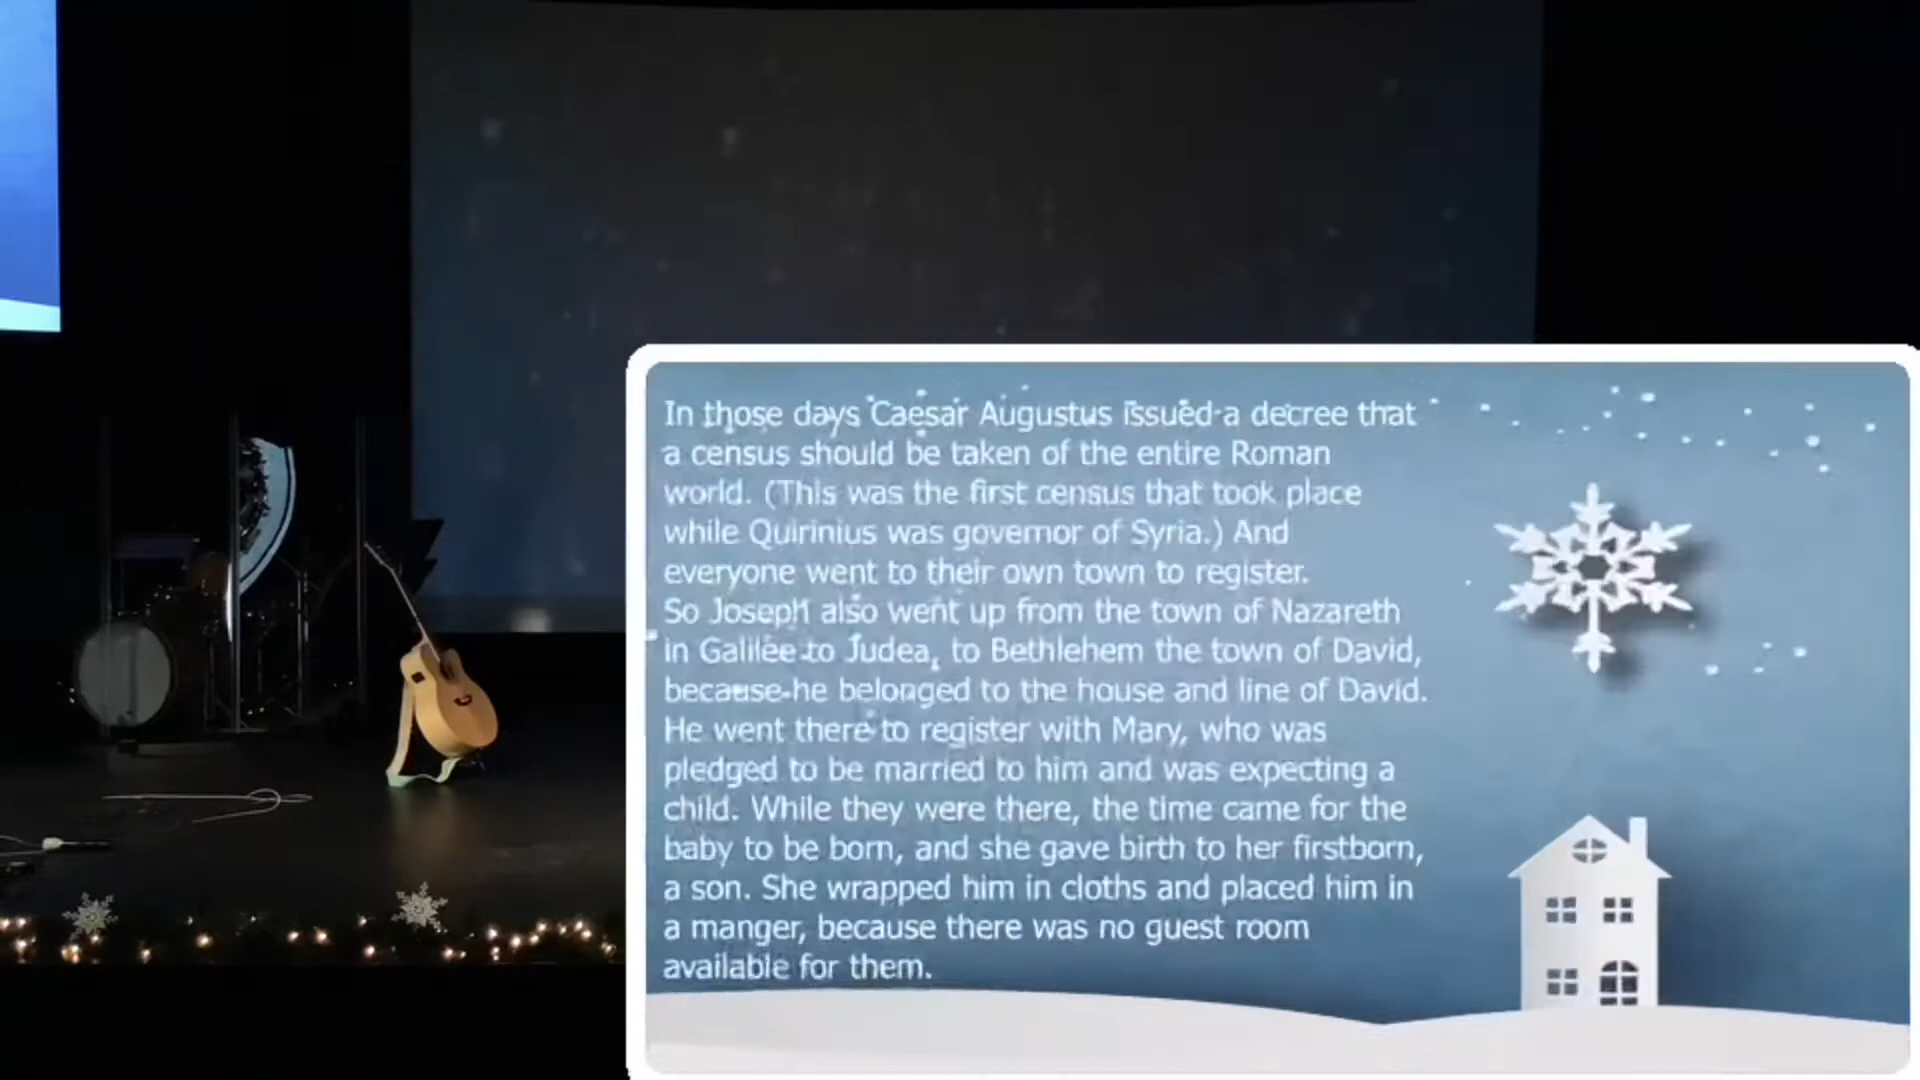 In those days Caesar Augustus issued a decree that
a census should be taken of the entire Roman
world. (This was the first census that took place
while Quirinius was governor of Syria.) And
everyone went to their own town to register.
So Joseph also went up from the town of Nazareth
in Galilee to Judea, to Bethlehem the town of David,
because he belonged to the house and line of David.
He went there to register with Mary, who was
pledged to be married to him and was expecting a
child. While they were there, the time came for the
baby to be born, and she gave birth to her firstborn,
a son. She wrapped him in cloths and placed him in
a manger, because there was no guest room
available for them.